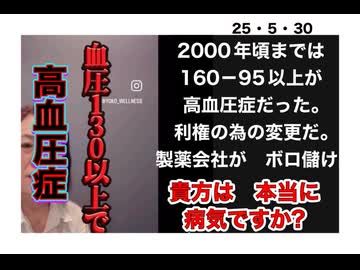 25・5・30
高血圧症
血圧130以上で
@YOKO_WELLNESS
2000年頃までは
160－95以上が
高血圧症だった。
利権の為の変更だ。
製薬会社が　ボロ儲け
貴方は　本当に
病気ですか?